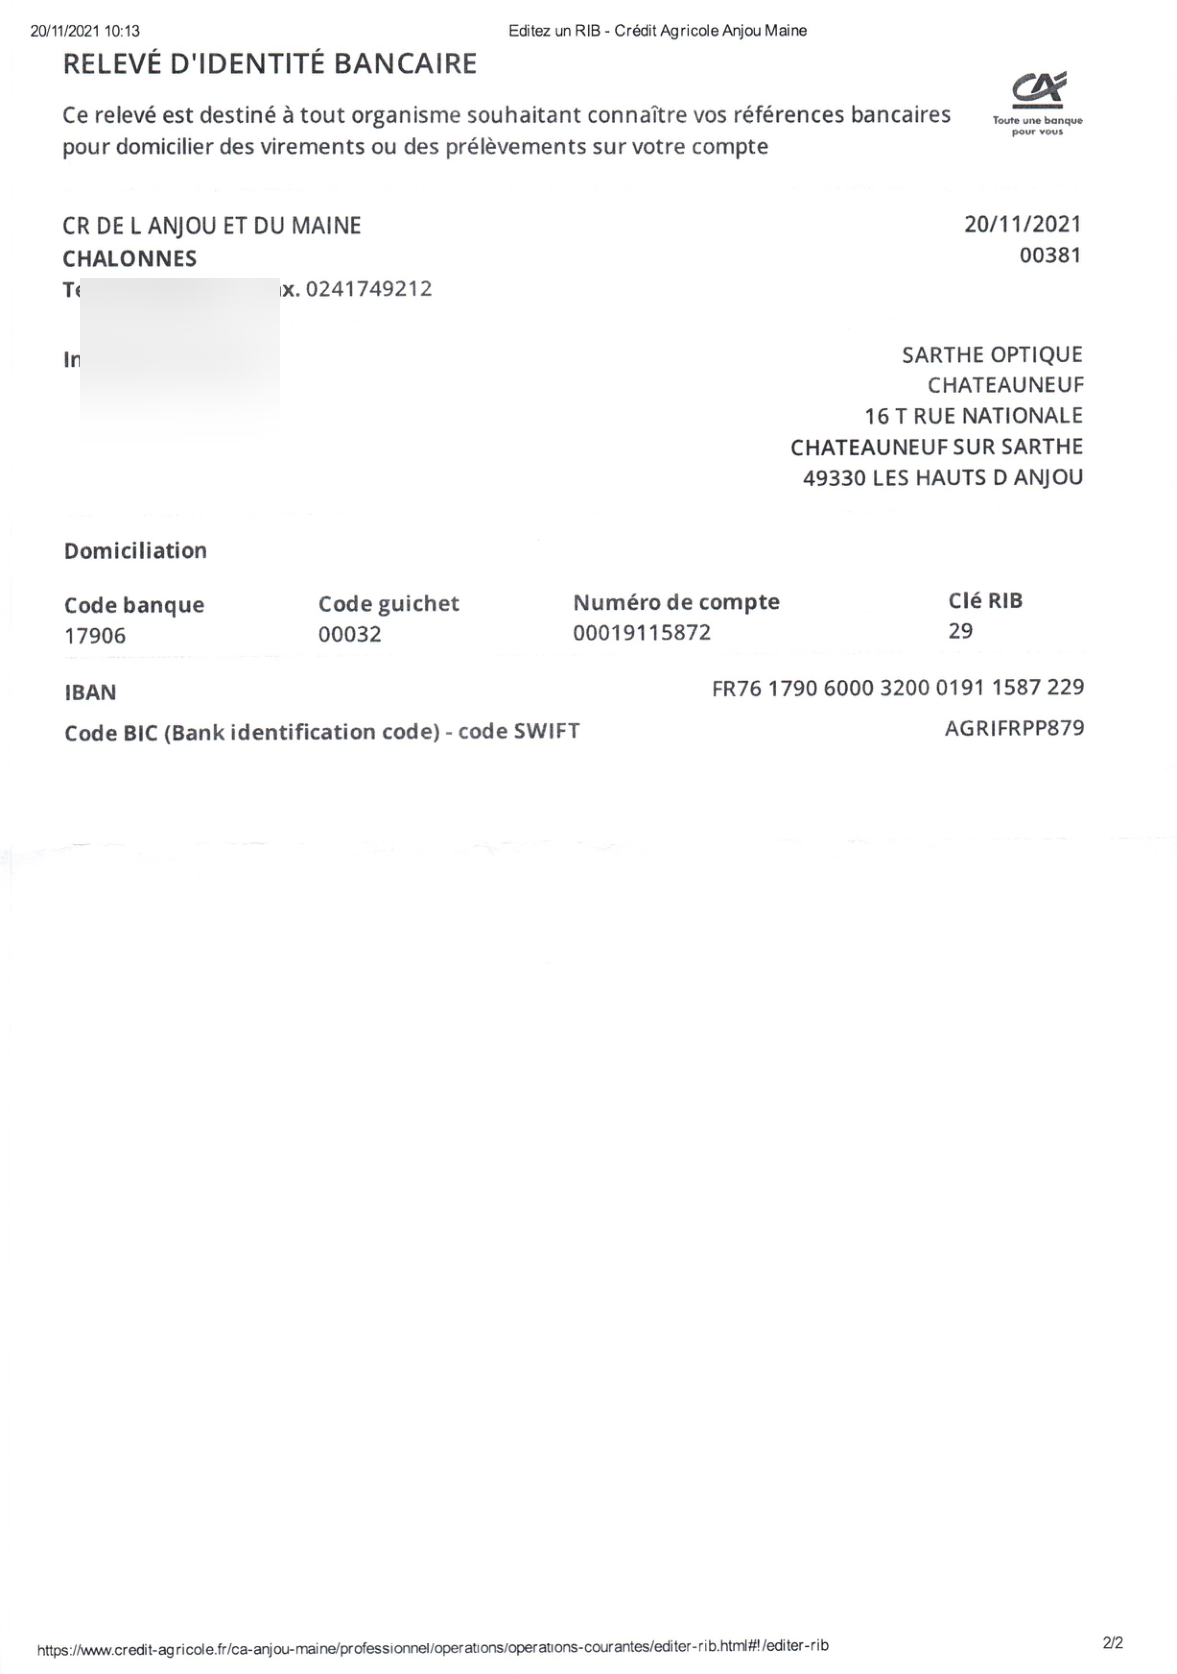 20/11/2021 10:13 Editez un RIB - Crédit Agricole Anjou Maine
RELEVÉ D'IDENTITÉ BANCAIRE
Ce relevé est destiné à tout organisme souhaitant connaître vos références bancaires
pour domicilier des virements ou des prélèvements sur votre compte
CA
Toute une banque
pour vous
CR DE L ANJOU ET DU MAINE 20/11/2021
CHALONNES 00381
0241749212
SARTHE OPTIQUE
CHATEAUNEUF
16 T RUE NATIONALE
CHATEAUNEUF SUR SARTHE
49330 LES HAUTS D ANJOU
Domiciliation
Code banque Code guichet Numéro de compte Clé RIB
17906 00032 00019115872 29
IBAN FR76 1790 6000 3200 0191 1587 229
Code BIC (Bank identification code) - code SWIFT AGRIFRPP879
https://www.credit-agricole.fr/ca-anjou-maine/professionnel/operations/operations-courantes/editer-rib.html#!/editer-rib 2/2